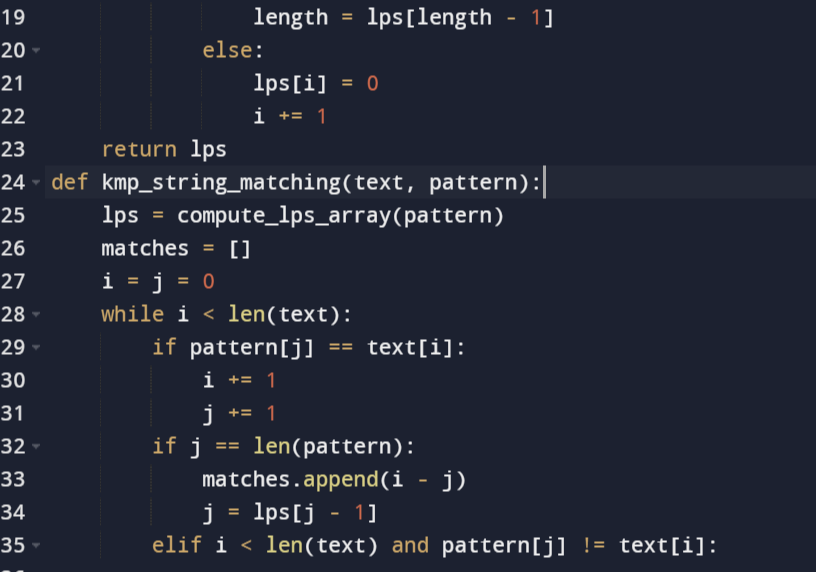 19                length = lps[length - 1]
20            else:
21                lps[i] = 0
22                i += 1
23    return lps
24 def kmp_string_matching(text, pattern):
25    lps = compute_lps_array(pattern)
26    matches = []
27    i = j = 0
28    while i < len(text):
29        if pattern[j] == text[i]:
30            i += 1
31            j += 1
32        if j == len(pattern):
33            matches.append(i - j)
34            j = lps[j - 1]
35        elif i < len(text) and pattern[j] != text[i]: